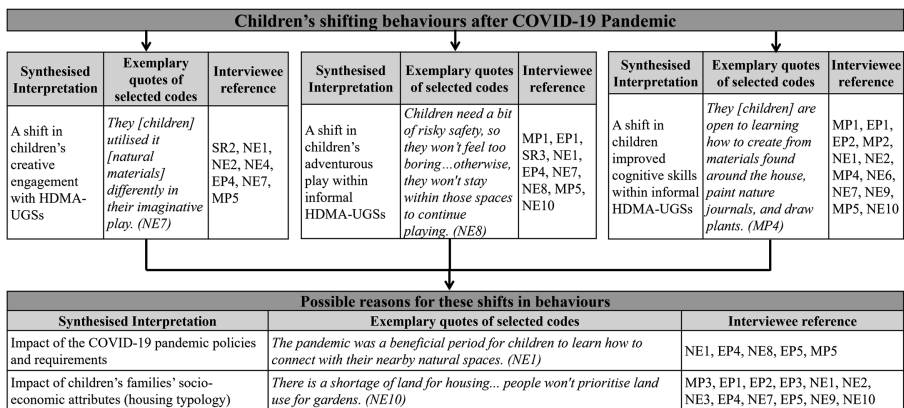 Children's shifting behaviours after COVID-19 Pandemic
Synthesised
Interpretation
Exemplary
quotes of
selected codes
Interviewee
reference
A shift in
children's
creative
engagement
with HDMA-
UGSs
They [children]
utilised it
[natural
materials]
differently in
their imaginative
play. (NE7)
SR2, NE1,
NE2, NE4,
EP4, NE7,
MP5
Synthesised
Interpretation
Exemplary quotes
of selected codes
Interviewee
reference
A shift in
children's
adventurous
play within
informal
HDMA-UGSs
Children need a bit
of risky safety, so
they won't feel too
boring...otherwise,
they won't stay
within those spaces
to continue
playing. (NE8)
MP1, EP1,
SR3, NE1,
EP4, NE7,
NE8, MP5,
NE10
Synthesised
Interpretation
Exemplary
quotes of
selected codes
Interviewee
reference
A shift in
children
improved
cognitive skills
within informal
HDMA-UGSs
They [children] are
open to learning
how to create from
materials found
around the house,
paint nature
journals, and draw
plants. (MP4)
MP1, EP1,
EP2, MP2,
NE1, NE2,
MP4, NE6,
NE7, NE9,
MP5, NE10
Possible reasons for these shifts in behaviours
Synthesised Interpretation
Exemplary quotes of selected codes
Interviewee reference
Impact of the COVID-19 pandemic policies
and requirements
The pandemic was a beneficial period for children to learn how to
connect with their nearby natural spaces. (NE1)
NE1, EP4, NE8, EP5, MP5
Impact of children's families' socio-
economic attributes (housing typology)
There is a shortage of land for housing... people won't prioritise land
use for gardens. (NE10)
MP3, EP1, EP2, EP3, NE1, NE2,
NE3, EP4, NE7, EP5, NE9, NE10